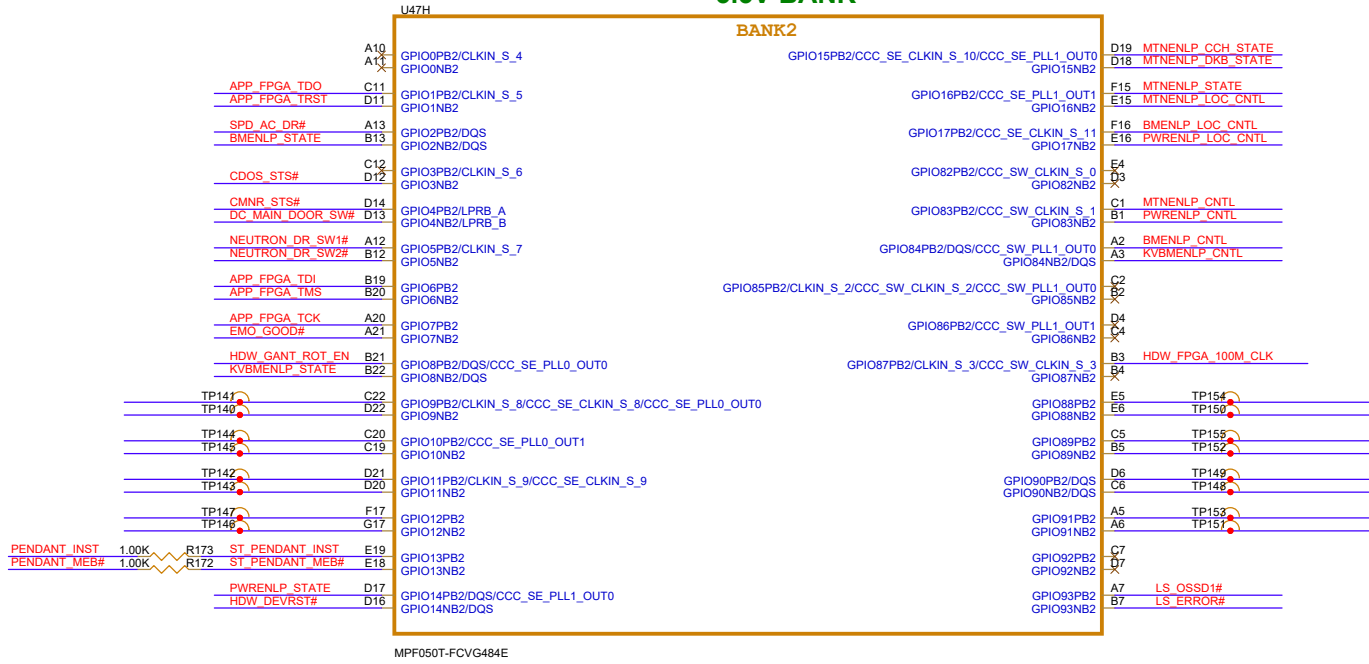 3.3V BANK
U47H
BANK2
A10 GPIO0PB2/CLKIN_S_4
A11 GPIO0NB2
APP_FPGA_TDO C11 GPIO1PB2/CLKIN_S_5
APP_FPGA_TRST D11 GPIO1NB2
SPD_AC_DR# A13 GPIO2PB2/DQS
BMENLP_STATE B13 GPIO2NB2/DQS
C12 GPIO3PB2/CLKIN_S_6
CDOS_STS# D12 GPIO3NB2
CMNR_STS# D14 GPIO4PB2/LPRB_A
DC_MAIN_DOOR_SW# D13 GPIO4NB2/LPRB_B
NEUTRON_DR_SW1# A12 GPIO5PB2/CLKIN_S_7
NEUTRON_DR_SW2# B12 GPIO5NB2
APP_FPGA_TDI B19 GPIO6PB2
APP_FPGA_TMS B20 GPIO6NB2
APP_FPGA_TCK A20 GPIO7PB2
EMO_GOOD# A21 GPIO7NB2
HDW_GANT_ROT_EN B21 GPIO8PB2/DQS/CCC_SE_PLL0_OUT0
KVBMENLP_STATE B22 GPIO8NB2/DQS
TP141 C22 GPIO9PB2/CLKIN_S_8/CCC_SE_CLKIN_S_8/CCC_SE_PLL0_OUT0
TP140 D22 GPIO9NB2
TP144 C20 GPIO10PB2/CCC_SE_PLL0_OUT1
TP145 C19 GPIO10NB2
TP142 D21 GPIO11PB2/CLKIN_S_9/CCC_SE_CLKIN_S_9
TP143 D20 GPIO11NB2
TP147 F17 GPIO12PB2
TP146 G17 GPIO12NB2
PENDANT_INST 1.00K R173 ST_PENDANT_INST E19 GPIO13PB2
PENDANT_MEB# 1.00K R172 ST_PENDANT_MEB# E18 GPIO13NB2
PWRENLP_STATE D17 GPIO14PB2/DQS/CCC_SE_PLL1_OUT0
HDW_DEVRST# D16 GPIO14NB2/DQS
GPIO15PB2/CCC_SE_CLKIN_S_10/CCC_SE_PLL1_OUT0 D19 MTNENLP_CCH_STATE
GPIO15NB2 D18 MTNENLP_DKB_STATE
GPIO16PB2/CCC_SE_PLL1_OUT1 F15 MTNENLP_STATE
GPIO16NB2 E15 MTNENLP_LOC_CNTL
GPIO17PB2/CCC_SE_CLKIN_S_11 F16 BMENLP_LOC_CNTL
GPIO17NB2 E16 PWRENLP_LOC_CNTL
GPIO82PB2/CCC_SW_CLKIN_S_0 E4
GPIO82NB2 D3
GPIO83PB2/CCC_SW_CLKIN_S_1 C1 MTNENLP_CNTL
GPIO83NB2 B1 PWRENLP_CNTL
GPIO84PB2/DQS/CCC_SW_PLL1_OUT0 A2 BMENLP_CNTL
GPIO84NB2/DQS A3 KVBMENLP_CNTL
GPIO85PB2/CLKIN_S_2/CCC_SW_CLKIN_S_2/CCC_SW_PLL1_OUT0 C2
GPIO85NB2 B2
GPIO86PB2/CCC_SW_PLL1_OUT1 D4
GPIO86NB2 C4
GPIO87PB2/CLKIN_S_3/CCC_SW_CLKIN_S_3 B3 HDW_FPGA_100M_CLK
GPIO87NB2 B4
GPIO88PB2 E5 TP154
GPIO88NB2 E6 TP150
GPIO89PB2 C5 TP155
GPIO89NB2 B5 TP152
GPIO90PB2/DQS D6 TP149
GPIO90NB2/DQS C6 TP148
GPIO91PB2 A5 TP153
GPIO91NB2 A6 TP151
GPIO92PB2 C7
GPIO92NB2 D7
GPIO93PB2 A7 LS_OSSD1#
GPIO93NB2 B7 LS_ERROR#
MPF050T-FCVG484E